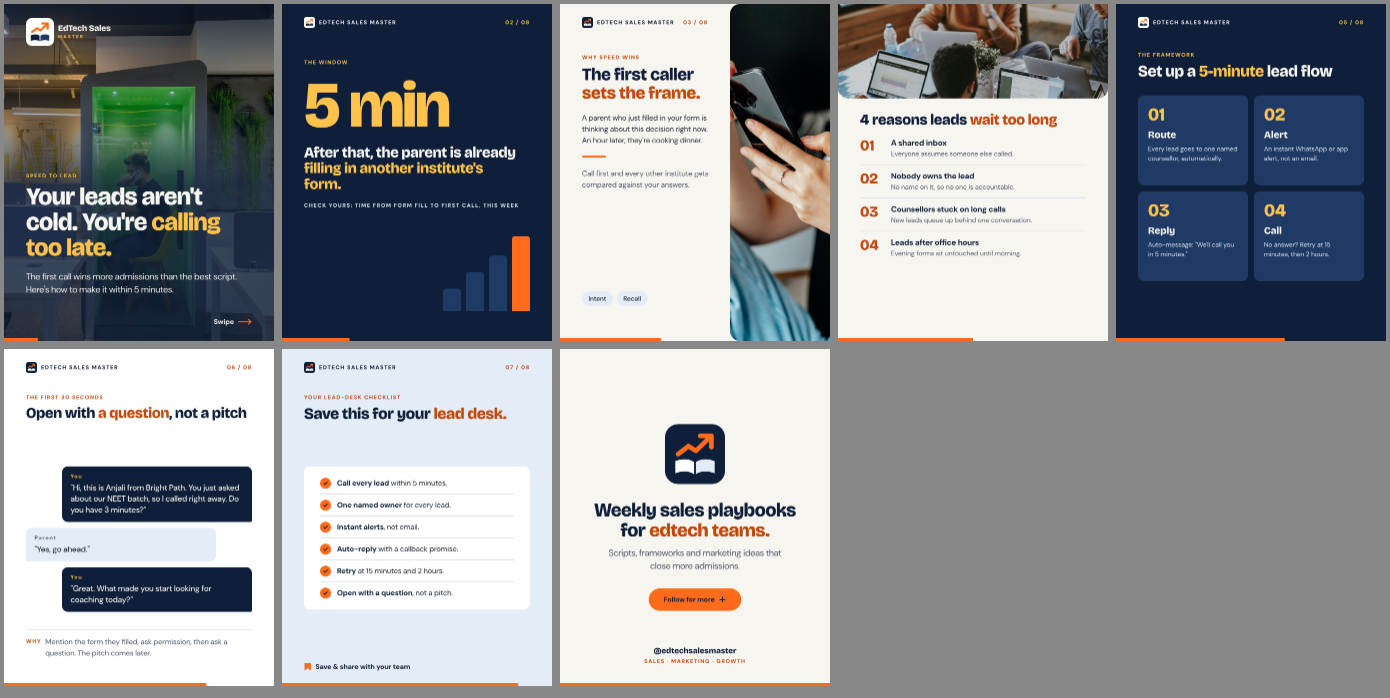 EdTech Sales
MASTER
SPEED TO LEAD
Your leads aren't
cold. You're calling
too late.
The first call wins more admissions than the best script.
Here's how to make it within 5 minutes.
Swipe
EDTECH SALES MASTER
02 / 08
THE WINDOW
5 min
After that, the parent is already
filling in another institute's
form.
CHECK YOURS: TIME FROM FORM FILL TO FIRST CALL, THIS WEEK
EDTECH SALES MASTER
03 / 08
WHY SPEED WINS
The first caller
sets the frame.
A parent who just filled in your form is
thinking about this decision right now.
An hour later, they're cooking dinner.
Call first and every other institute gets
compared against your answers.
Intent
Recall
4 reasons leads wait too long
01
A shared inbox
Everyone assumes someone else called.
02
Nobody owns the lead
No name on it, so no one is accountable.
03
Counsellors stuck on long calls
New leads queue up behind one conversation.
04
Leads after office hours
Evening forms sit untouched until morning.
EDTECH SALES MASTER
05 / 08
THE FRAMEWORK
Set up a 5-minute lead flow
01
Route
Every lead goes to one named
counsellor, automatically.
02
Alert
An instant WhatsApp or app
alert, not an email.
03
Reply
Auto-message: "We'll call you
in 5 minutes."
04
Call
No answer? Retry at 15
minutes, then 2 hours.
EDTECH SALES MASTER
06 / 08
THE FIRST 30 SECONDS
Open with a question, not a pitch
You
"Hi, this is Anjali from Bright Path. You just asked
about our NEET batch, so I called right away. Do
you have 3 minutes?"
Parent
"Yes, go ahead."
You
"Great. What made you start looking for
coaching today?"
WHY Mention the form they filled, ask permission, then ask a
question. The pitch comes later.
EDTECH SALES MASTER
07 / 08
YOUR LEAD-DESK CHECKLIST
Save this for your lead desk.
Call every lead within 5 minutes.
One named owner for every lead.
Instant alerts, not email.
Auto-reply with a callback promise.
Retry at 15 minutes and 2 hours.
Open with a question, not a pitch.
Save & share with your team
Weekly sales playbooks
for edtech teams.
Scripts, frameworks and marketing ideas that
close more admissions.
Follow for more +
@edtechsalesmaster
SALES · MARKETING · GROWTH